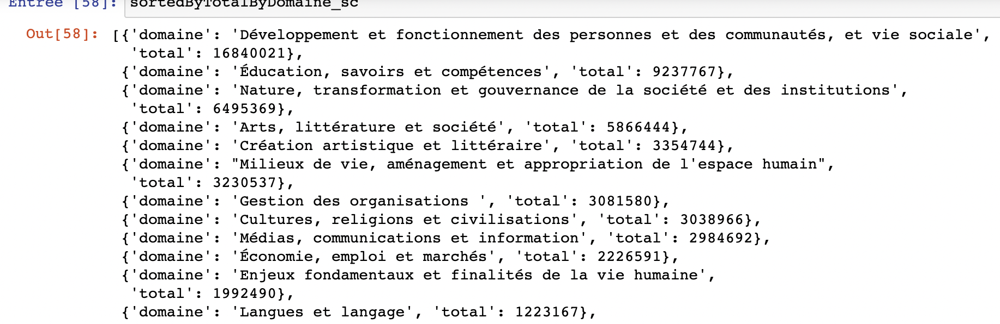 Entrée [58]: sortedByTotalByDomaine_sc
Out[58]: [{'domaine': 'Développement et fonctionnement des personnes et des communautés, et vie sociale',
'total': 16840021},
{'domaine': 'Éducation, savoirs et compétences', 'total': 9237767},
{'domaine': 'Nature, transformation et gouvernance de la société et des institutions',
'total': 6495369},
{'domaine': 'Arts, littérature et société', 'total': 5866444},
{'domaine': 'Création artistique et littéraire', 'total': 3354744},
{'domaine': "Milieux de vie, aménagement et appropriation de l'espace humain",
'total': 3230537},
{'domaine': 'Gestion des organisations ', 'total': 3081580},
{'domaine': 'Cultures, religions et civilisations', 'total': 3038966},
{'domaine': 'Médias, communications et information', 'total': 2984692},
{'domaine': 'Économie, emploi et marchés', 'total': 2226591},
{'domaine': 'Enjeux fondamentaux et finalités de la vie humaine',
'total': 1992490},
{'domaine': 'Langues et langage', 'total': 1223167},